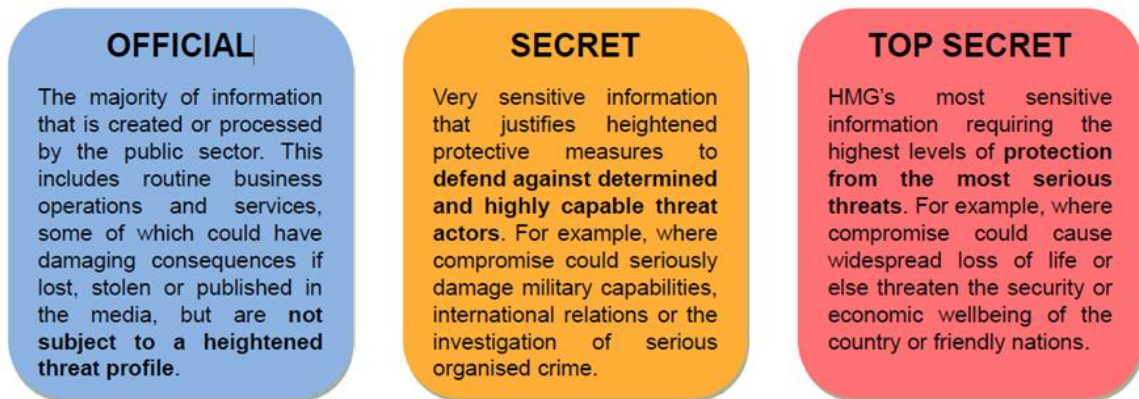 OFFICIAL
The majority of information
that is created or processed
by the public sector. This
includes routine business
operations and services,
some of which could have
damaging consequences if
lost, stolen or published in
the media, but are not
subject to a heightened
threat profile.
SECRET
Very sensitive information
that justifies heightened
protective measures to
defend against determined
and highly capable threat
actors. For example, where
compromise could seriously
damage military capabilities,
international relations or the
investigation of serious
organised crime.
TOP SECRET
HMG's most sensitive
information requiring the
highest levels of protection
from the most serious
threats. For example, where
compromise could cause
widespread loss of life or
else threaten the security or
economic wellbeing of the
country or friendly nations.